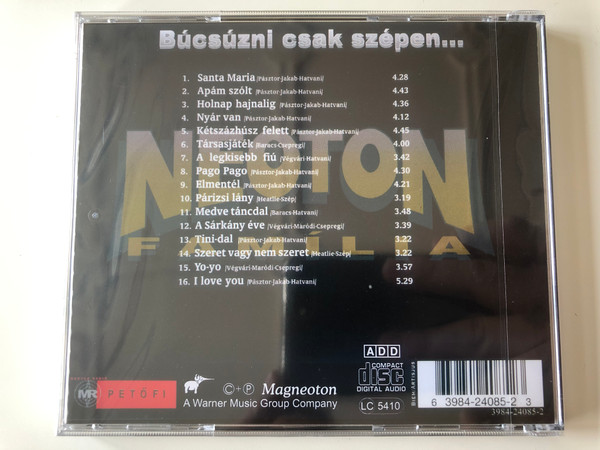 Búcsúzni csak szépen...
1. Santa Maria /Pásztor-Jakab-Hatvani/ 4.28
2. Apám szólt /Pásztor-Jakab-Hatvani/ 4.43
3. Holnap hajnalig /Pásztor-Jakab-Hatvani/ 4.36
4. Nyár van /Pásztor-Jakab-Hatvani/ 4.12
5. Kétszázhúsz felett /Pásztor-Jakab-Hatvani/ 4.45
6. Társasjáték /Baracs-Csepregi/ 4.00
7. A legkisebb fiú /Végvári-Hatvani/ 3.42
8. Pago Pago /Pásztor-Jakab-Hatvani/ 4.30
9. Elmentél /Pásztor-Jakab-Hatvani/ 4.21
10. Párizsi lány /Heatlie-Szép/ 3.19
11. Medve táncdal /Baracs-Hatvani/ 3.48
12. A Sárkány éve /Végvári-Maródi-Csepregi/ 3.39
13. Tini-dal /Pásztor-Jakab-Hatvani/ 3.22
14. Szeret vagy nem szeret /Heatlie-Szép/ 3.22
15. Yo-yo /Végvári-Maródi-Csepregi/ 3.57
16. I love you /Pásztor-Jakab-Hatvani/ 5.29
NEOTON
FAMÍLIA
MR PETŐFI
C+P Magneoton
A Warner Music Group Company
ADD
COMPACT
disc
DIGITAL AUDIO
LC 5410
BIEM/ARTISJUS
6 39842-4085-2 3
3984-24085-2